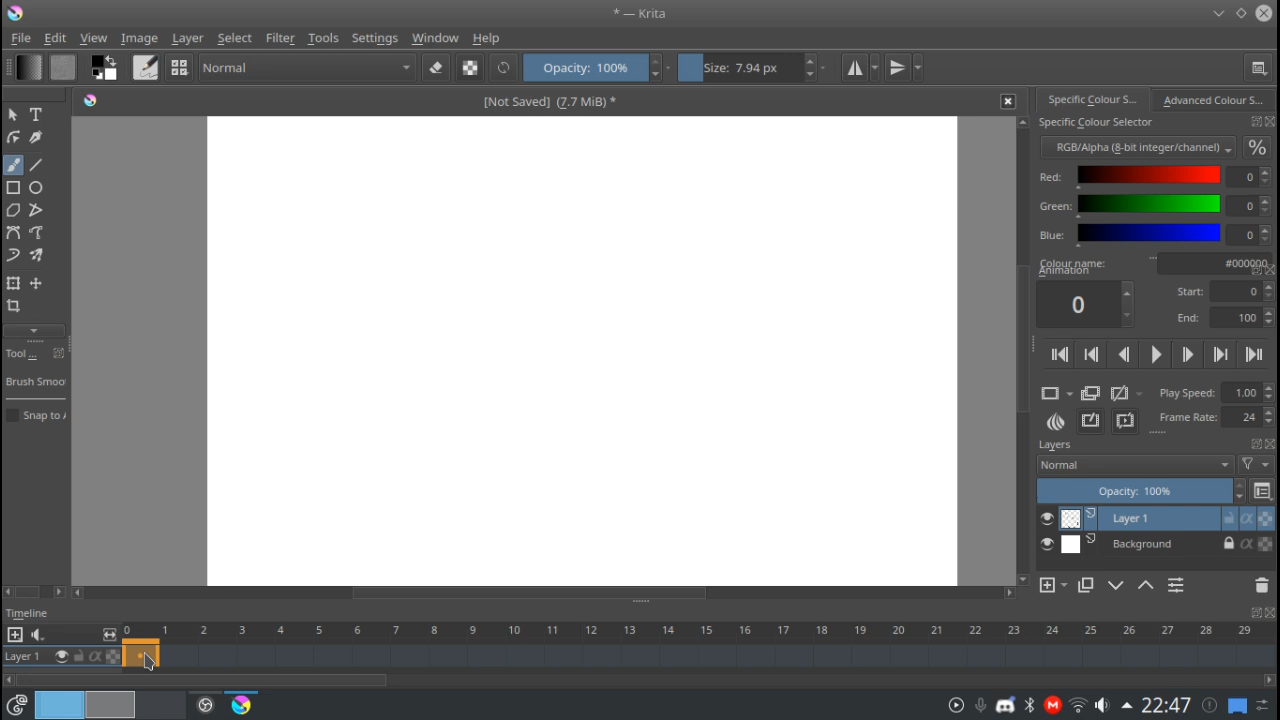 * — Krita
File Edit View Image Layer Select Filter Tools Settings Window Help
Normal Opacity: 100% Size: 7.94 px
[Not Saved] (7.7 MiB) *
Specific Colour S... Advanced Colour S...
Specific Colour Selector
RGB/Alpha (8-bit integer/channel) %
Red: 0
Green: 0
Blue: 0
Colour name: #000000
Animation
0 Start: 0
End: 100
Tool ...
Brush Smoo
Play Speed: 1.00
Snap to A
Frame Rate: 24
Layers
Normal
Opacity: 100%
Layer 1
Background
Timeline
0 1 2 3 4 5 6 7 8 9 10 11 12 13 14 15 16 17 18 19 20 21 22 23 24 25 26 27 28 29
Layer 1
22:47